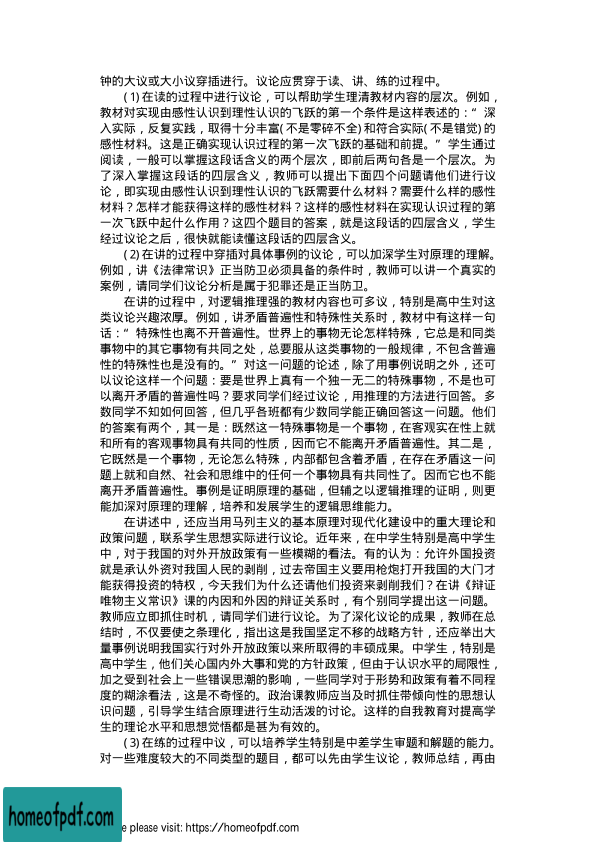 钟的大议或大小议穿插进行。议论应贯穿于读、讲、练的过程中。
(1)在读的过程中进行议论，可以帮助学生理清教材内容的层次。例如，
教材对实现由感性认识到理性认识的飞跃的第一个条件是这样表述的：“深
入实际，反复实践，取得十分丰富(不是零碎不全)和符合实际(不是错觉)的
感性材料。这是正确实现认识过程的第一次飞跃的基础和前提。”学生通过
阅读，一般可以掌握这段话含义的两个层次，即前后两句各是一个层次。为
了深入掌握这段话的四层含义，教师可以提出下面四个问题请他们进行议
论，即实现由感性认识到理性认识的飞跃需要什么材料？需要什么样的感性
材料？怎样才能获得这样的感性材料？这样的感性材料在实现认识过程的第
一次飞跃中起什么作用？这四个题目的答案，就是这段话的四层含义，学生
经过议论之后，很快就能读懂这段话的四层含义。
(2)在讲的过程中穿插对具体事例的议论，可以加深学生对原理的理解。
例如，讲《法律常识》正当防卫必须具备的条件时，教师可以讲一个真实的
案例，请同学们议论分析是属于犯罪还是正当防卫。
在讲的过程中，对逻辑推理强的教材内容也可多议，特别是高中生对这
类议论兴趣浓厚。例如，讲矛盾普遍性和特殊性关系时，教材中有这样一句
话：“特殊性也离不开普遍性。世界上的事物无论怎样特殊，它总是和同类
事物中的其它事物有共同之处，总要服从这类事物的一般规律，不包含普遍
性的特殊性也是没有的。”对这一问题的论述，除了用事例说明之外，还可
以议论这样一个问题：要是世界上真有一个独一无二的特殊事物，不是也可
以离开矛盾的普遍性吗？要求同学们经过议论，用推理的方法进行回答。多
数同学不知如何回答，但几乎各班都有少数同学能正确回答这一问题。他们
的答案有两个，其一是：既然这一特殊事物是一个事物，在客观实在性上就
和所有的客观事物具有共同的性质，因而它不能离开矛盾普遍性。其二是，
它既然是一个事物，无论怎么特殊，内部都包含着矛盾，在存在矛盾这一问
题上就和自然、社会和思维中的任何一个事物具有共同性了。因而它也不能
离开矛盾普遍性。事例是证明原理的基础，但辅之以逻辑推理的证明，则更
能加深对原理的理解，培养和发展学生的逻辑思维能力。
在讲述中，还应当用马列主义的基本原理对现代化建设中的重大理论和
政策问题，联系学生思想实际进行议论。近年来，在中学生特别是高中学生
中，对于我国的对外开放政策有一些模糊的看法。有的认为：允许外国投资
就是承认外资对我国人民的剥削，过去帝国主义要用枪炮打开我国的大门才
能获得投资的特权，今天我们为什么还请他们投资来剥削我们？在讲《辩证
唯物主义常识》课的内因和外因的辩证关系时，有个别同学提出这一问题。
教师应立即抓住时机，请同学们进行议论。为了深化议论的成果，教师在总
结时，不仅要使之条理化，指出这是我国坚定不移的战略方针，还应举出大
量事例说明我国实行对外开放政策以来所取得的丰硕成果。中学生，特别是
高中学生，他们关心国内外大事和党的方针政策，但由于认识水平的局限性，
加之受到社会上一些错误思潮的影响，一些同学对于形势和政策有着不同程
度的糊涂看法，这是不奇怪的。政治课教师应当及时抓住带倾向性的思想认
识问题，引导学生结合原理进行生动活泼的讨论。这样的自我教育对提高学
生的理论水平和思想觉悟都是甚为有效的。
(3)在练的过程中议，可以培养学生特别是中差学生审题和解题的能力。
对一些难度较大的不同类型的题目，都可以先由学生议论，教师总结，再由
homeofpdf.com
e please visit: https://homeofpdf.com